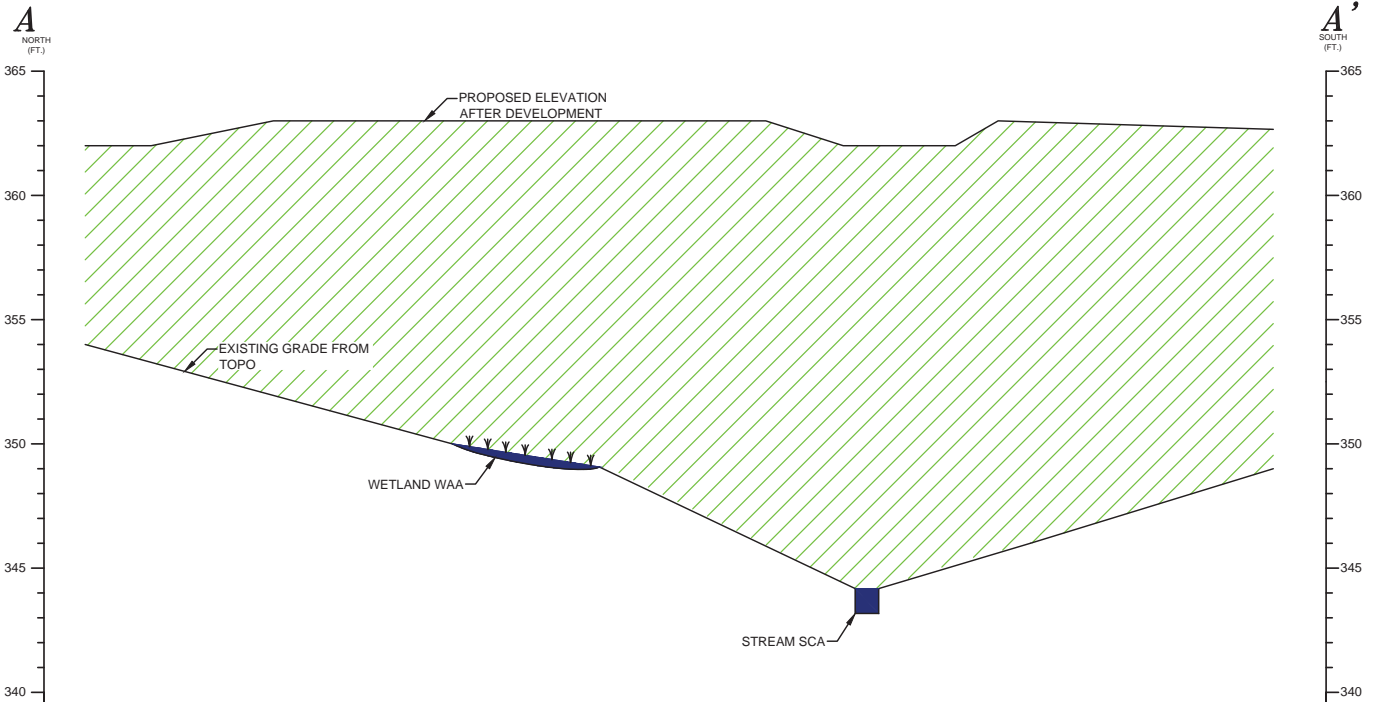 A
NORTH
(FT.)
A’
SOUTH
(FT.)
365
365
PROPOSED ELEVATION
AFTER DEVELOPMENT
360
360
355
355
EXISTING GRADE FROM
TOPO
350
350
WETLAND WAA
345
345
STREAM SCA
340
340